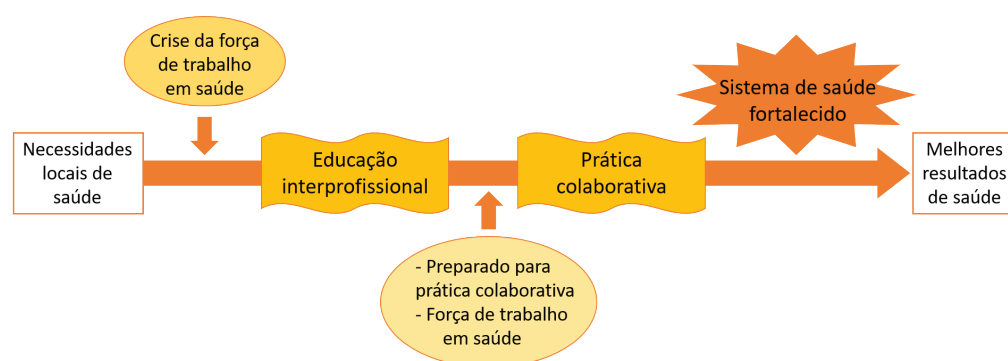 Crise da força
de trabalho
em saúde
Sistema de saúde
fortalecido
Necessidades
locais de
saúde
Educação
interprofissional
Prática
colaborativa
Melhores
resultados
de saúde
- Preparado para
prática colaborativa
- Força de trabalho
em saúde